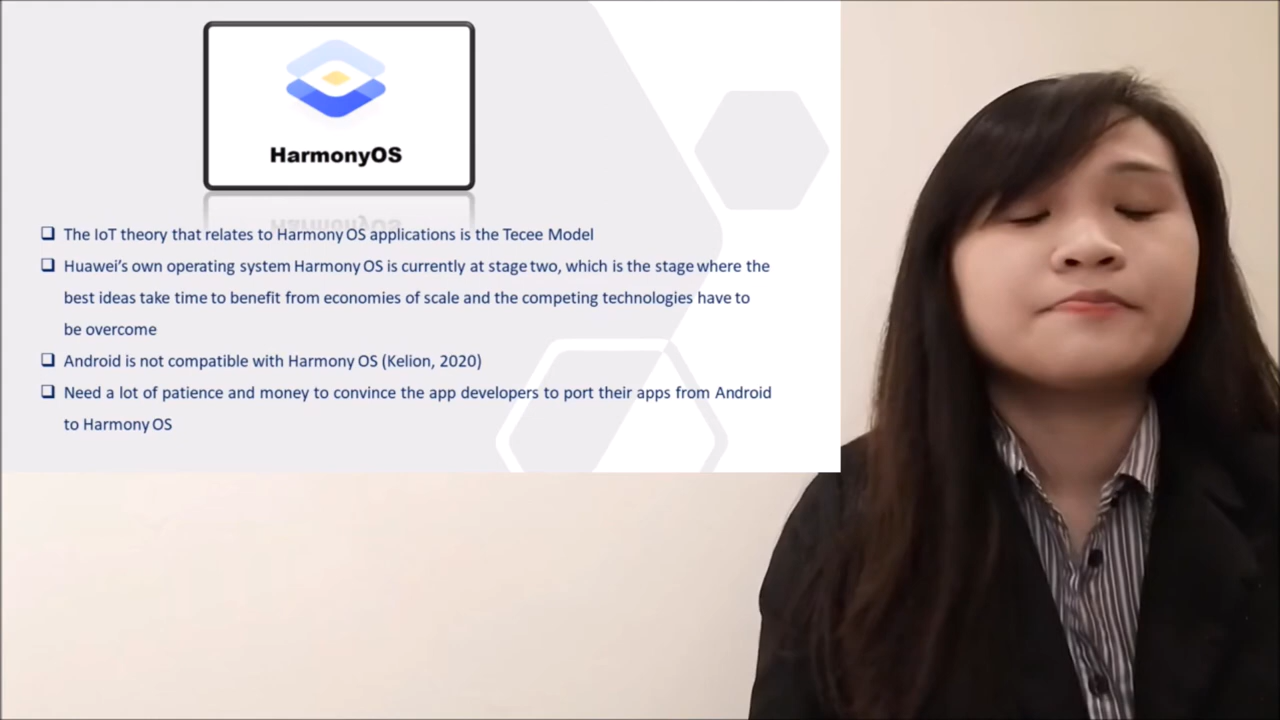 HarmonyOS
The IoT theory that relates to Harmony OS applications is the Tecee Model
Huawei's own operating system Harmony OS is currently at stage two, which is the stage where the
best ideas take time to benefit from economies of scale and the competing technologies have to
be overcome
Android is not compatible with Harmony OS (Kelion, 2020)
Need a lot of patience and money to convince the app developers to port their apps from Android
to Harmony OS